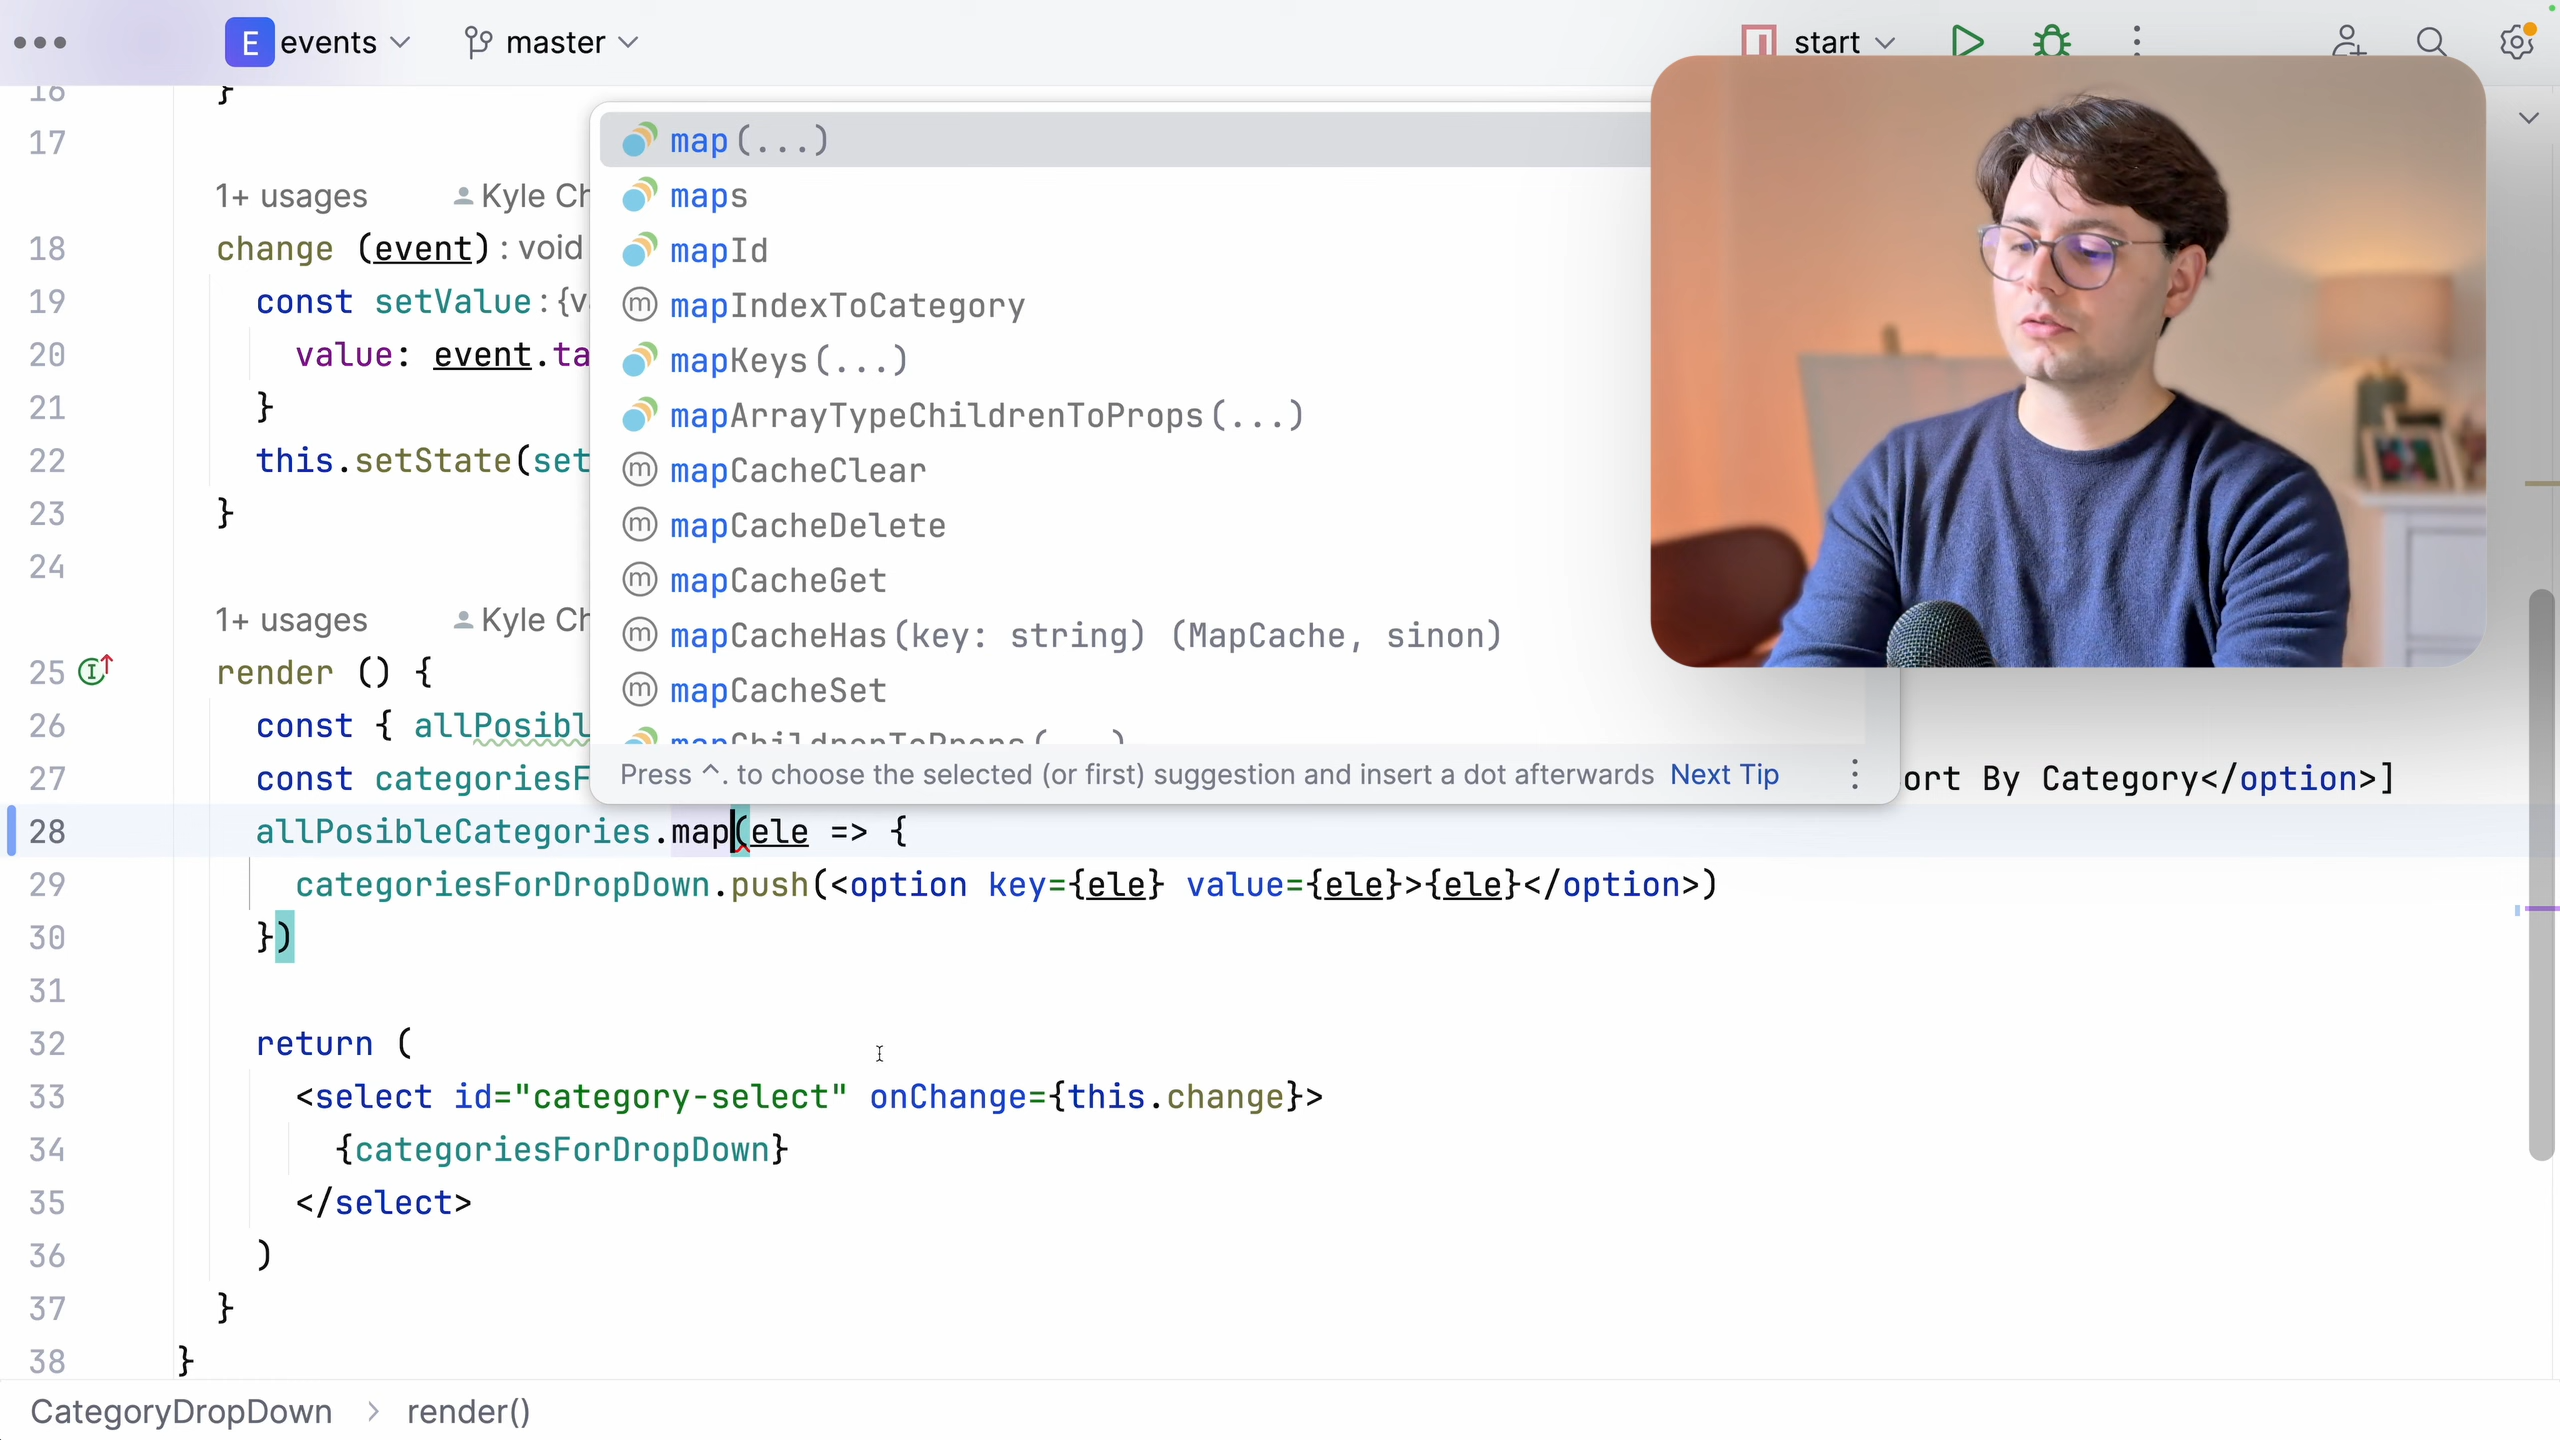 E events master start
16 }
17
1+ usages Kyle Ch
18 change (event) : void
19 const setValue : {v
20 value: event.ta
21 }
22 this.setState(set
23 }
24
1+ usages Kyle Ch
25 render () {
26 const { allPosibl
27 const categoriesF ort By Category</option>]
28 allPosibleCategories.map(ele => {
29 categoriesForDropDown.push(<option key={ele} value={ele}>{ele}</option>)
30 })
31
32 return (
33 <select id="category-select" onChange={this.change}>
34 {categoriesForDropDown}
35 </select>
36 )
37 }
38 }
map(...)
maps
mapId
mapIndexToCategory
mapKeys(...)
mapArrayTypeChildrenToProps(...)
mapCacheClear
mapCacheDelete
mapCacheGet
mapCacheHas(key: string) (MapCache, sinon)
mapCacheSet
mapChildrenToProps(...)
Press ^. to choose the selected (or first) suggestion and insert a dot afterwards Next Tip
CategoryDropDown > render()